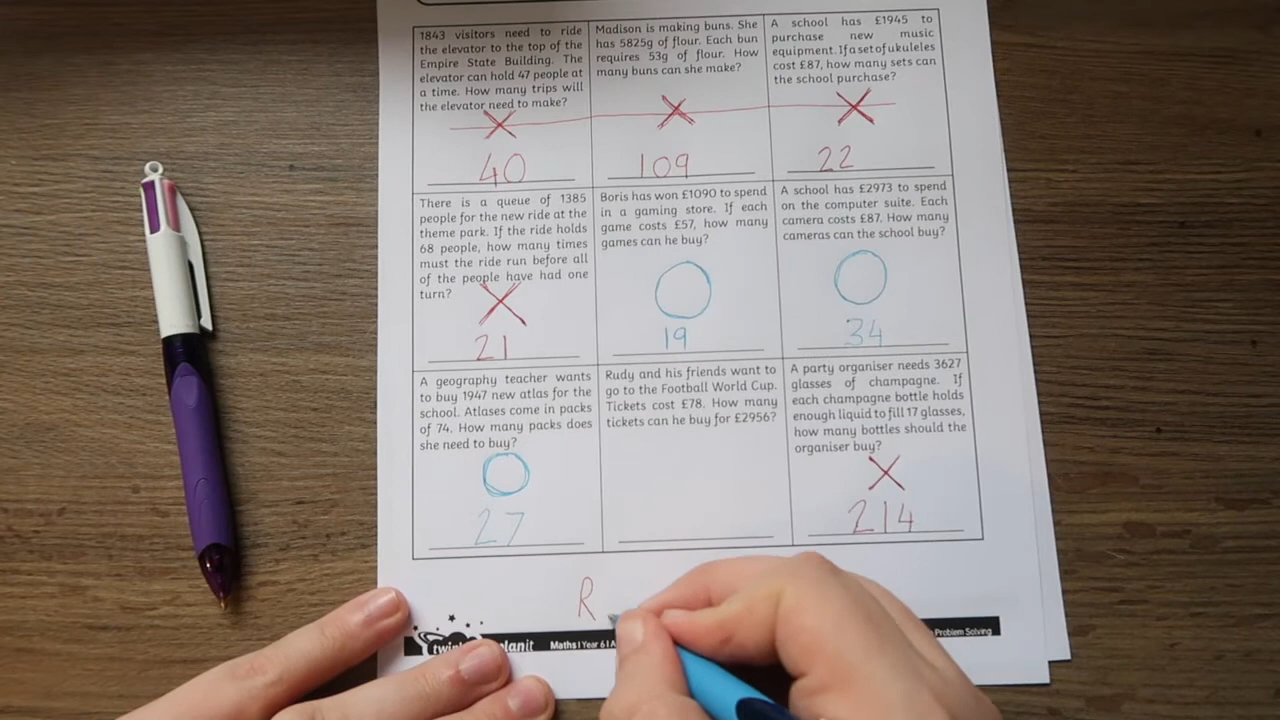 1843 visitors need to ride
the elevator to the top of the
Empire State Building. The
elevator can hold 47 people at
a time. How many trips will
the elevator need to make?
40
Madison is making buns. She
has 5825g of flour. Each bun
requires 53g of flour. How
many buns can she make?
109
A school has £1945 to
purchase new music
equipment. If a set of ukuleles
cost £87, how many sets can
the school purchase?
22
There is a queue of 1385
people for the new ride at the
theme park. If the ride holds
68 people, how many times
must the ride run before all
of the people have had one
turn?
21
Boris has won £1090 to spend
in a gaming store. If each
game costs £57, how many
games can he buy?
19
A school has £2973 to spend
on the computer suite. Each
camera costs £87. How many
cameras can the school buy?
34
A geography teacher wants
to buy 1947 new atlas for the
school. Atlases come in packs
of 74. How many packs does
she need to buy?
27
Rudy and his friends want to
go to the Football World Cup.
Tickets cost £78. How many
tickets can he buy for £2956?
A party organiser needs 3627
glasses of champagne. If
each champagne bottle holds
enough liquid to fill 17 glasses,
how many bottles should the
organiser buy?
214
R
Maths | Year 6 |
Problem Solving